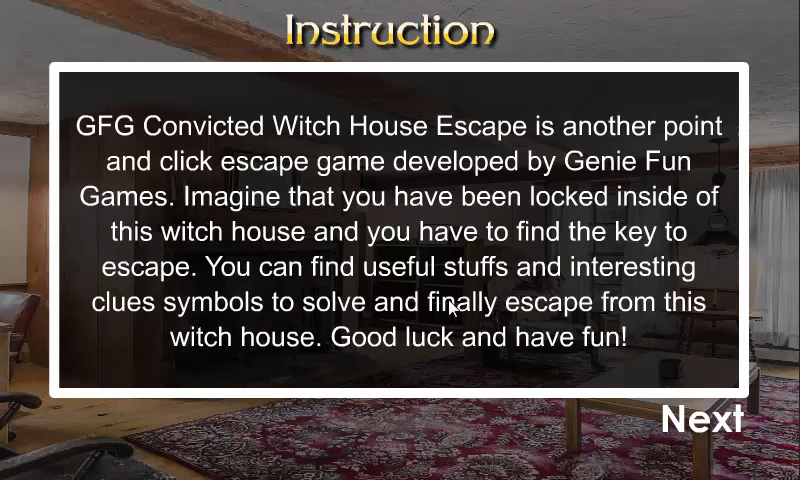 Instruction
GFG Convicted Witch House Escape is another point
and click escape game developed by Genie Fun
Games. Imagine that you have been locked inside of
this witch house and you have to find the key to
escape. You can find useful stuffs and interesting
clues symbols to solve and finally escape from this
witch house. Good luck and have fun!
Next